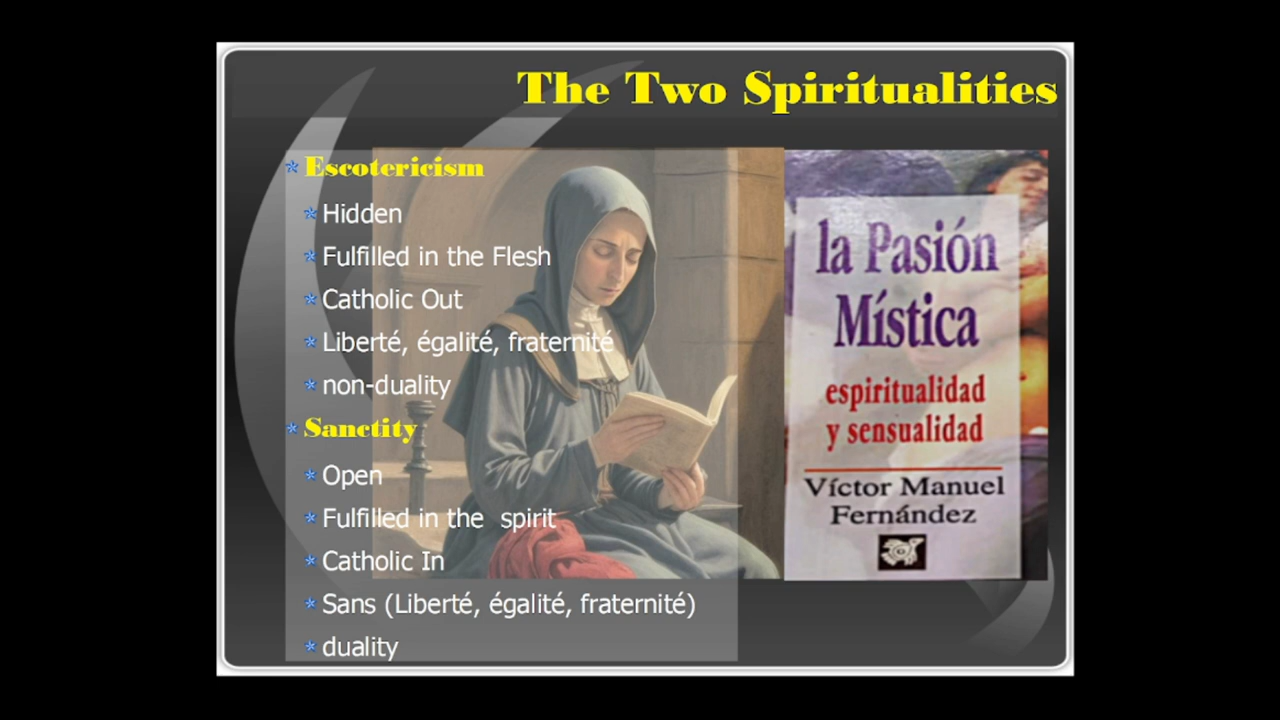 The Two Spiritualities
Escotericism
Hidden
Fulfilled in the Flesh
Catholic Out
Liberté, égalité, fraternité
non-duality
Sanctity
Open
Fulfilled in the spirit
Catholic In
Sans (Liberté, égalité, fraternité)
duality
la Pasión
Mística
espiritualidad
y sensualidad
Víctor Manuel
Fernández